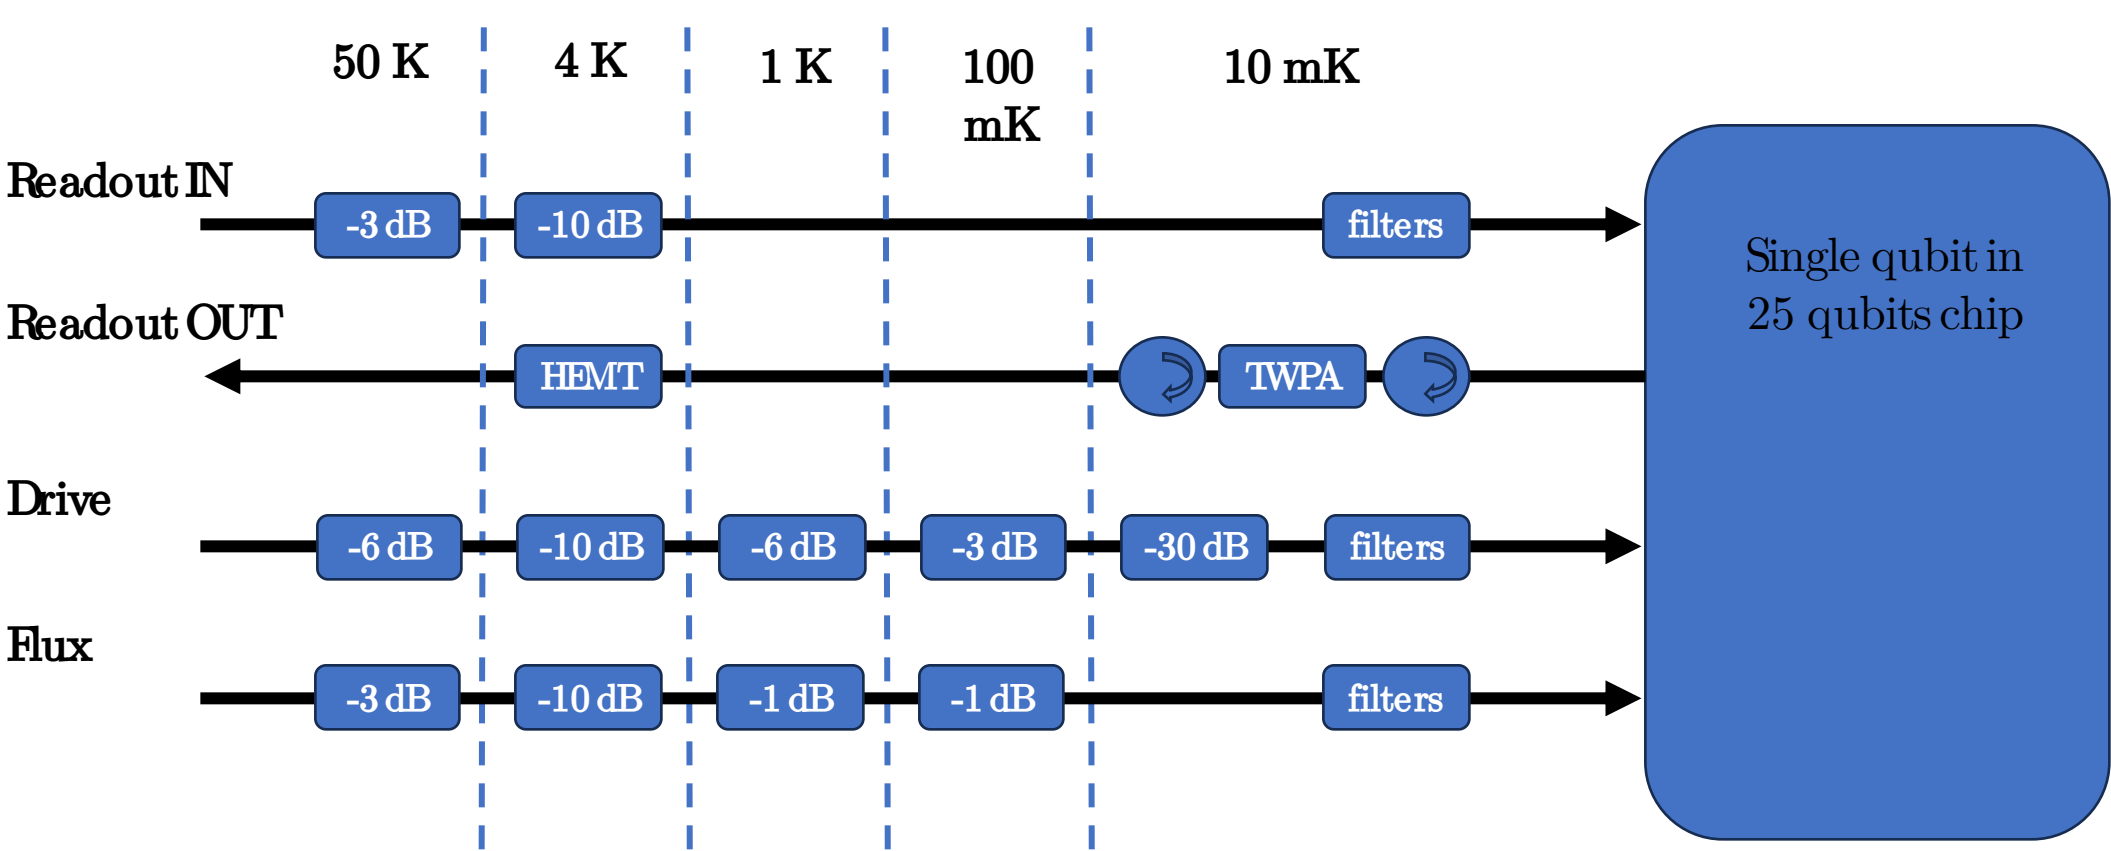 50 K
4 K
1 K
100
mK
10 mK
Readout IN
-3 dB
-10 dB
filters
Single qubit in
25 qubits chip
Readout OUT
HEMT
TWPA
Drive
-6 dB
-10 dB
-6 dB
-3 dB
-30 dB
filters
Flux
-3 dB
-10 dB
-1 dB
-1 dB
filters